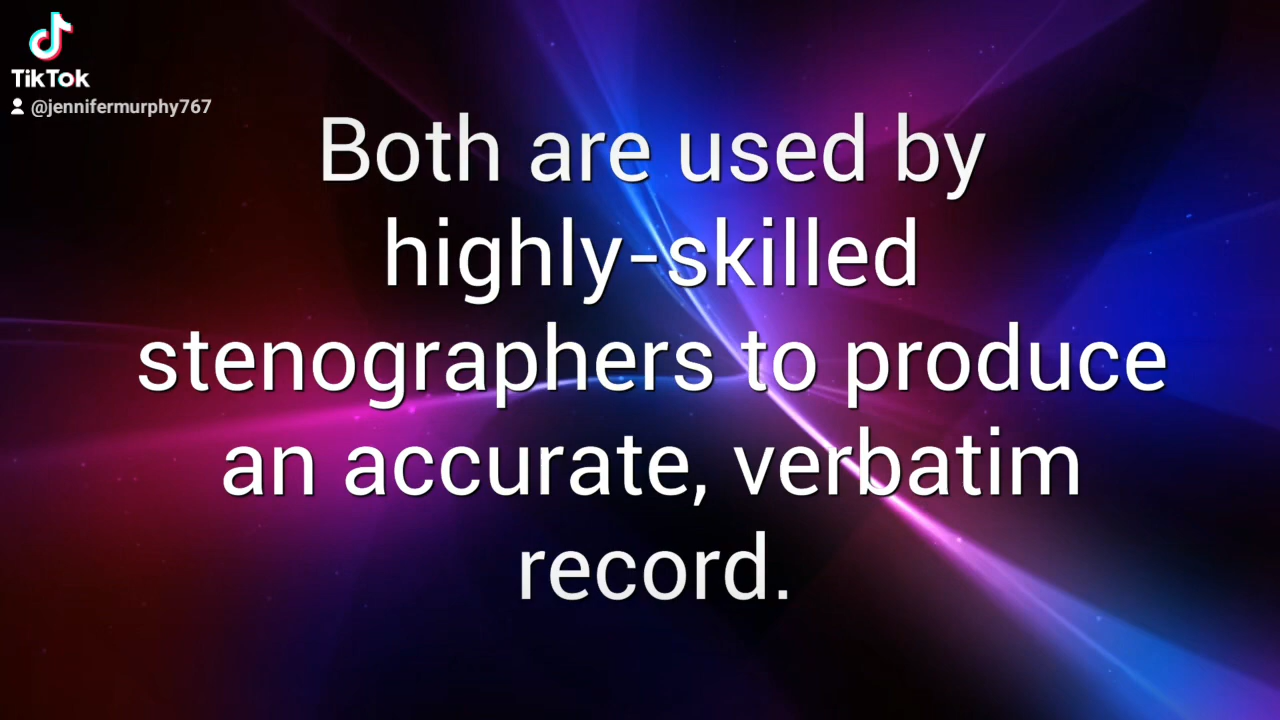 TikTok
@jennifermurphy767
Both are used by
highly-skilled
stenographers to produce
an accurate, verbatim
record.